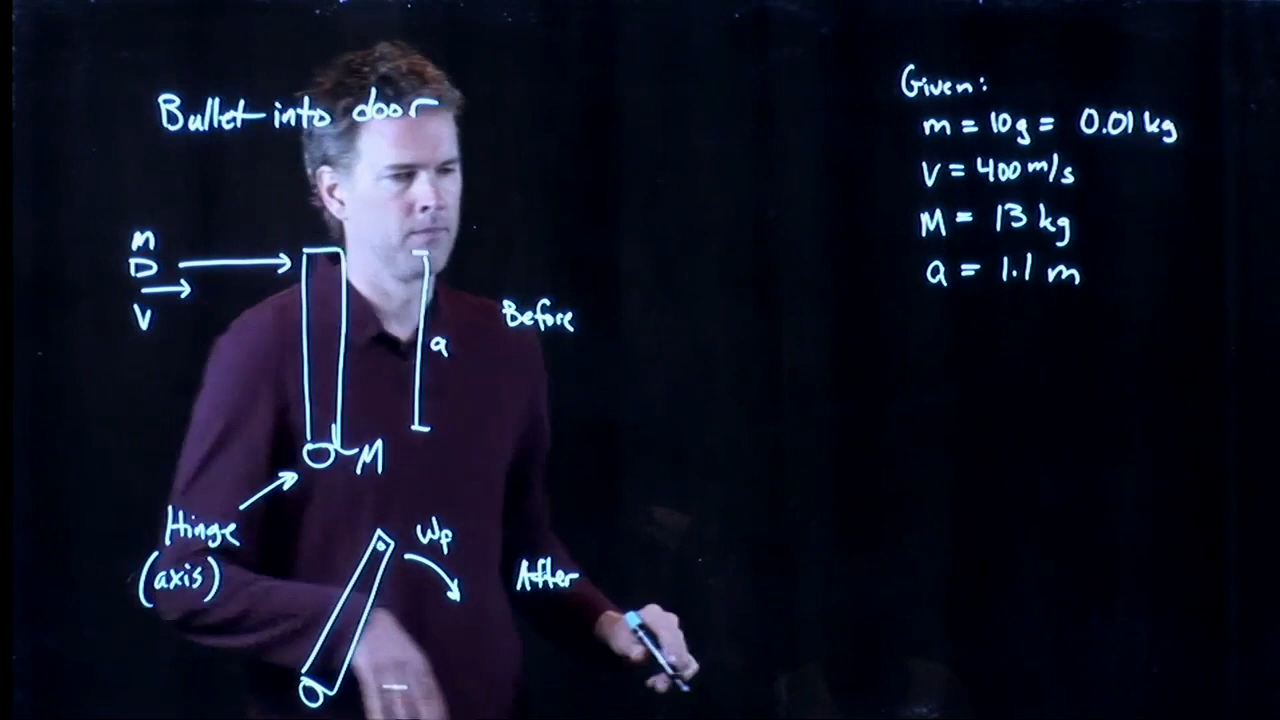 Bullet into door
Given:
m = 10g = 0.01 kg
v = 400 m/s
M = 13 kg
a = 1.1 m
m
v
a
Before
M
Hinge
(axis)
ωf
After